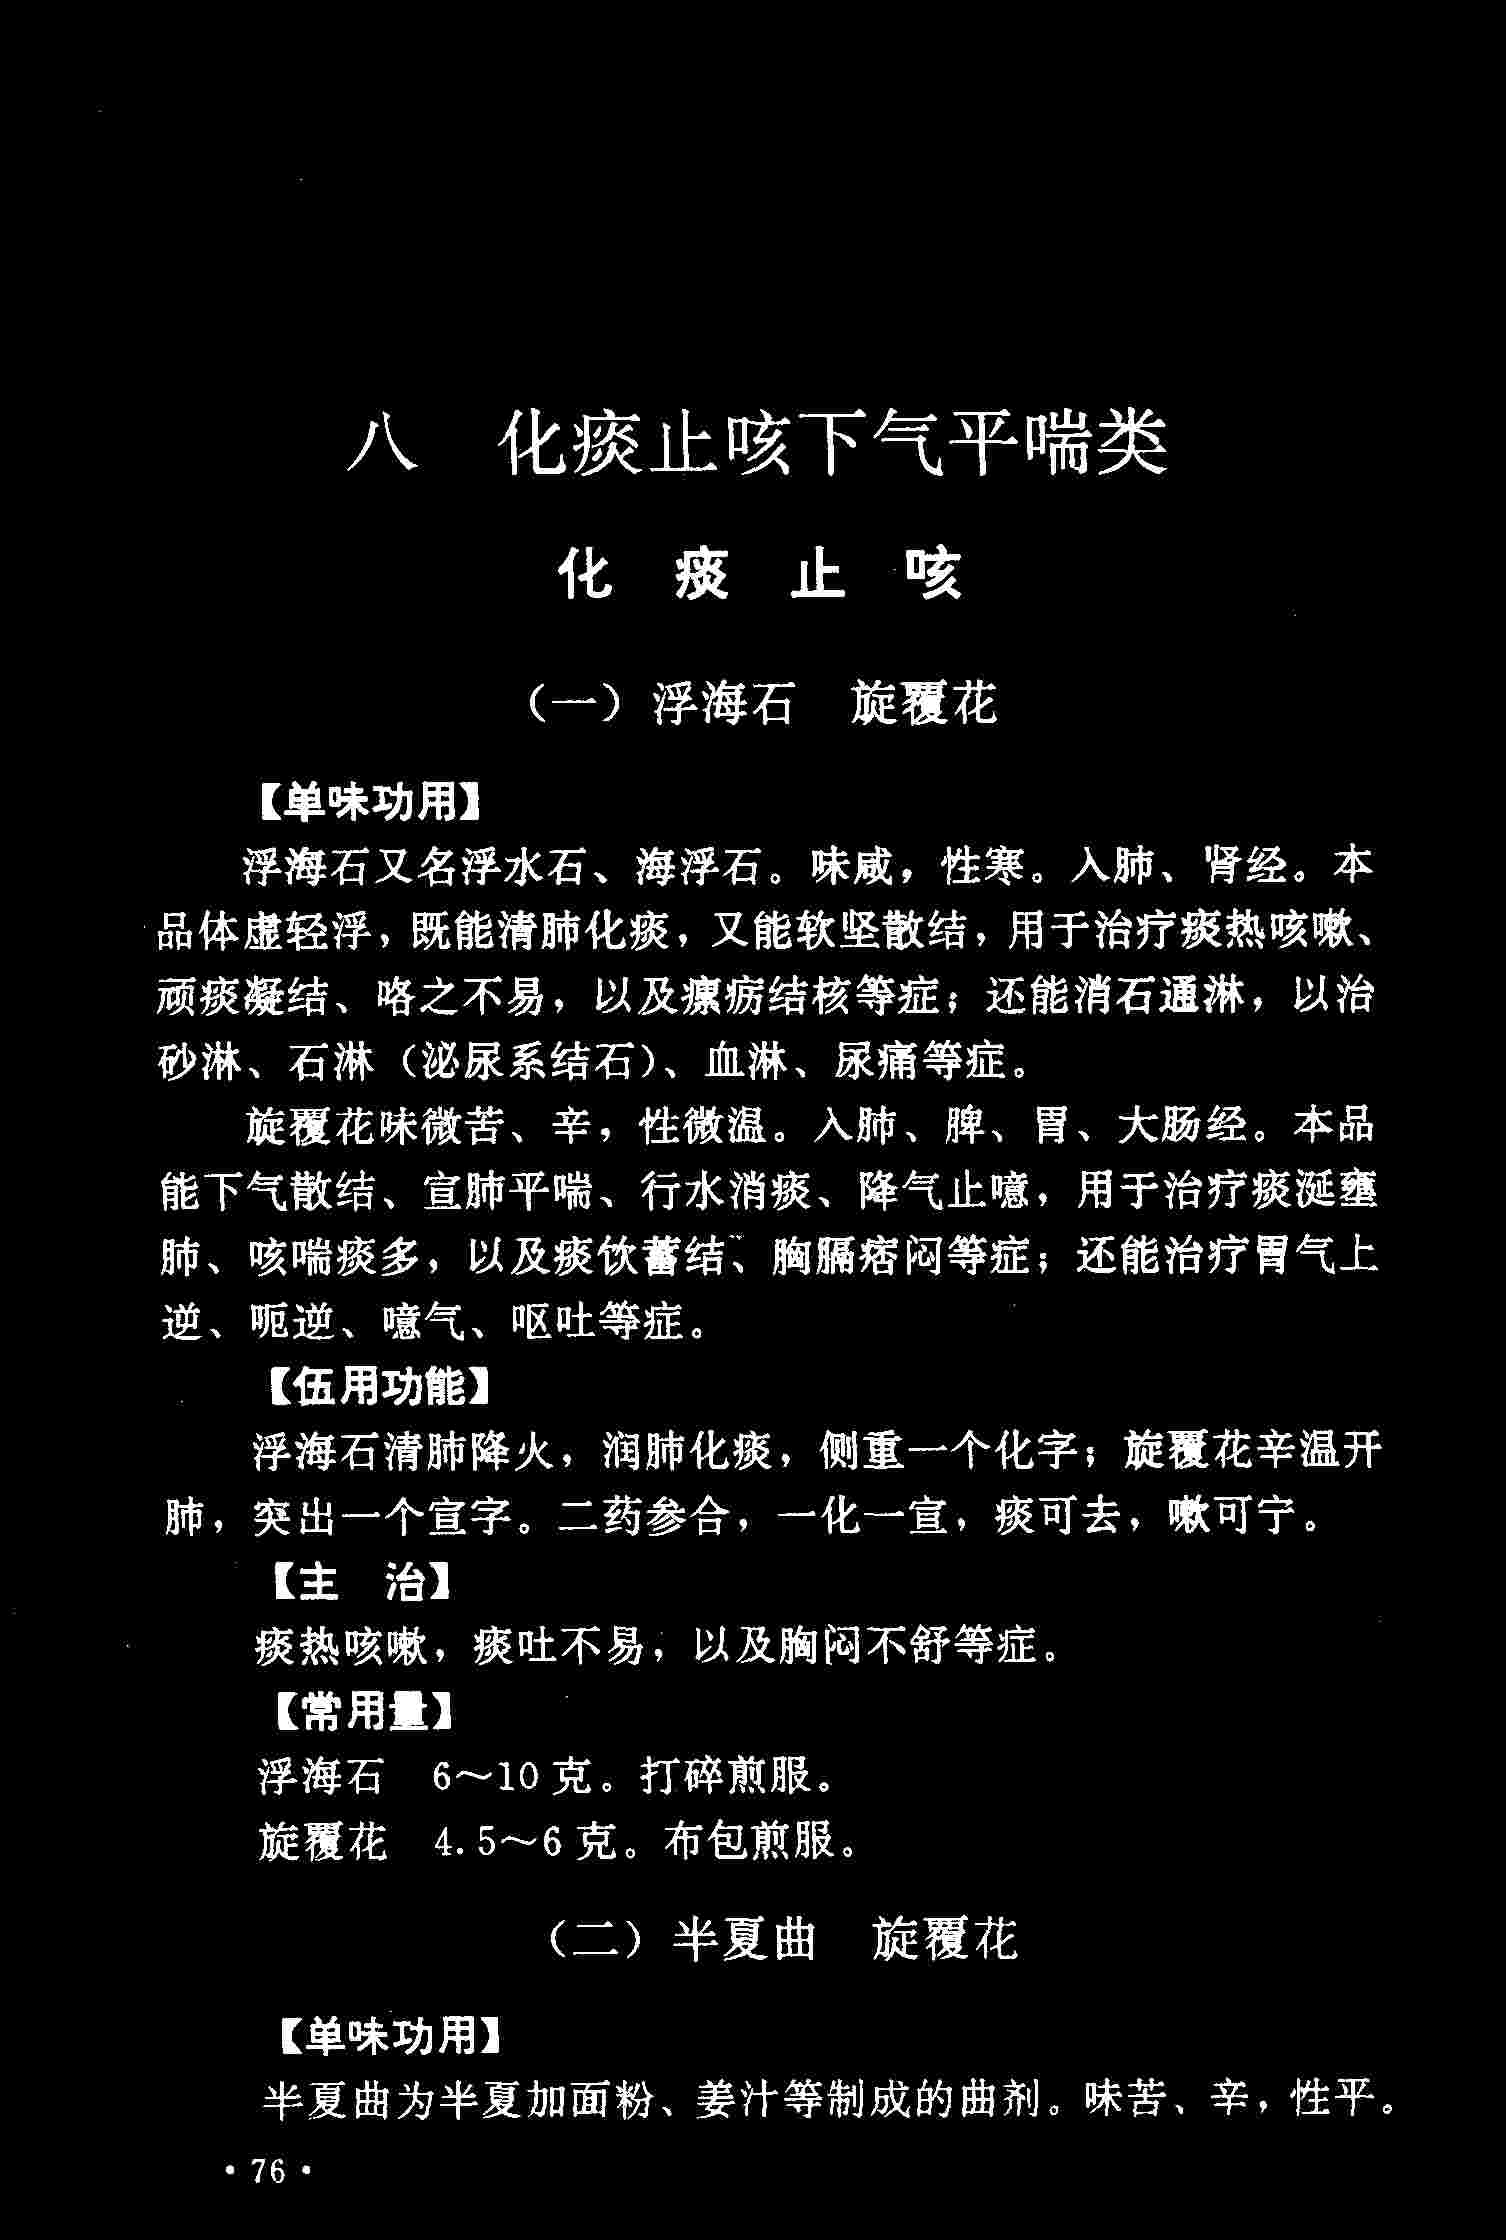 八　化痰止咳下气平喘类
化　痰　止　咳
（一）浮海石　旋覆花
【单味功用】
浮海石又名浮水石、海浮石。味咸，性寒。入肺、肾经。本
品体虚轻浮，既能清肺化痰，又能软坚散结，用于治疗痰热咳嗽、
顽痰凝结、咯之不易，以及瘰疬结核等症；还能消石通淋，以治
砂淋、石淋（泌尿系结石）、血淋、尿痛等症。
旋覆花味微苦、辛，性微温。入肺、脾、胃、大肠经。本品
能下气散结、宣肺平喘、行水消痰、降气止噫，用于治疗痰涎壅
肺、咳喘痰多，以及痰饮蓄结、胸膈痞闷等症；还能治疗胃气上
逆、呃逆、噫气、呕吐等症。
【伍用功能】
浮海石清肺降火，润肺化痰，侧重一个化字；旋覆花辛温开
肺，突出一个宣字。二药参合，一化一宣，痰可去，嗽可宁。
【主　治】
痰热咳嗽，痰吐不易，以及胸闷不舒等症。
【常用量】
浮海石　6～10克。打碎煎服。
旋覆花　4.5～6克。布包煎服。
（二）半夏曲　旋覆花
【单味功用】
半夏曲为半夏加面粉、姜汁等制成的曲剂。味苦、辛，性平。
·76·